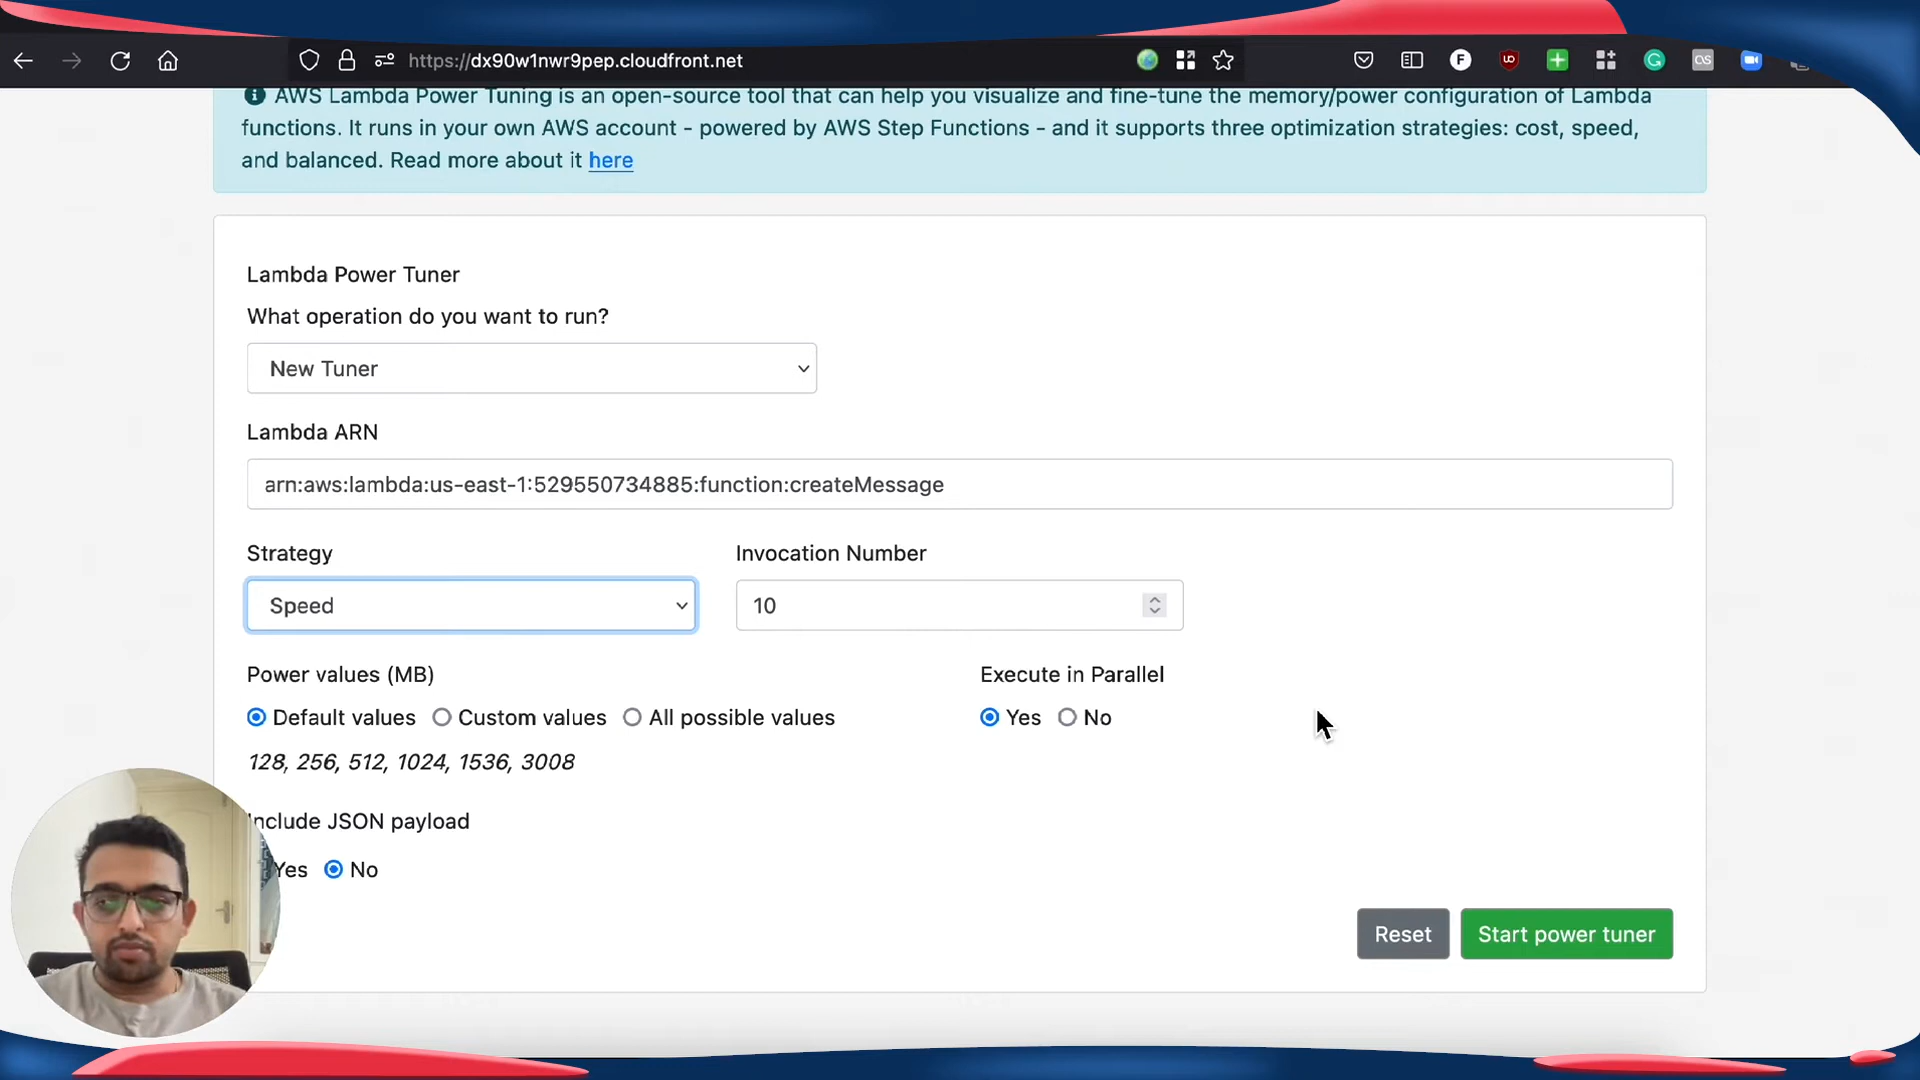 https://dx90w1nwr9pep.cloudfront.net
AWS Lambda Power Tuning is an open-source tool that can help you visualize and fine-tune the memory/power configuration of Lambda
functions. It runs in your own AWS account - powered by AWS Step Functions - and it supports three optimization strategies: cost, speed,
and balanced. Read more about it here
Lambda Power Tuner
What operation do you want to run?
New Tuner
Lambda ARN
arn:aws:lambda:us-east-1:529550734885:function:createMessage
Strategy Invocation Number
Speed 10
Power values (MB) Execute in Parallel
Default values Custom values All possible values Yes No
128, 256, 512, 1024, 1536, 3008
Include JSON payload
Yes No
Reset Start power tuner